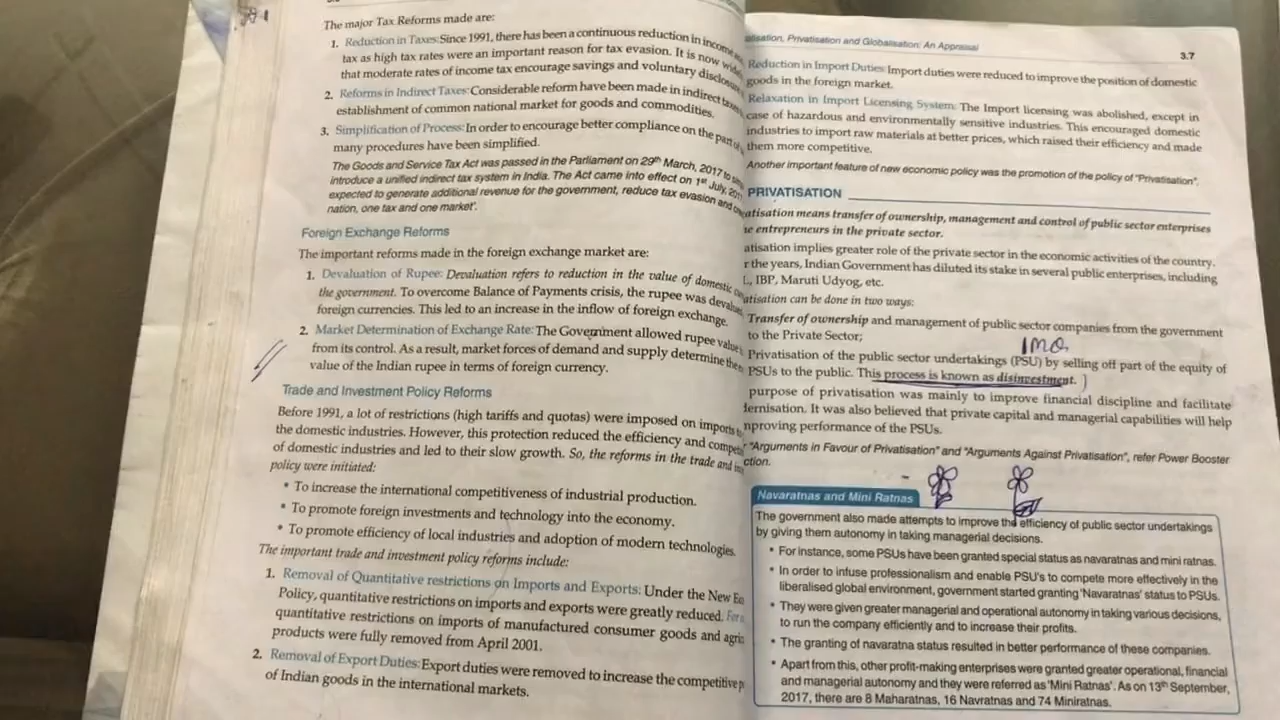 The major Tax Reforms made are:
1. Reduction in Taxes: Since 1991, there has been a continuous reduction in income
tax as high tax rates were an important reason for tax evasion. It is now
that moderate rates of income tax encourage savings and voluntary
2. Reforms in Indirect Taxes: Considerable reform have been made in indirect
establishment of common national market for goods and commodities.
3. Simplification of Process: In order to encourage better compliance on the part
many procedures have been simplified.
The Goods and Service Tax Act was passed in the Parliament on 29th March, 2017 to
introduce a unified indirect tax system in India. The Act came into effect on 1st July,
expected to generate additional revenue for the government, reduce tax evasion and
nation, one tax and one market'.
Foreign Exchange Reforms
The important reforms made in the foreign exchange market are:
1. Devaluation of Rupee: Devaluation refers to reduction in the value of domestic
the government. To overcome Balance of Payments crisis, the rupee was
foreign currencies. This led to an increase in the inflow of foreign exchange.
2. Market Determination of Exchange Rate: The Government allowed rupee value
from its control. As a result, market forces of demand and supply determine the
value of the Indian rupee in terms of foreign currency.
Trade and Investment Policy Reforms
Before 1991, a lot of restrictions (high tariffs and quotas) were imposed on imports
the domestic industries. However, this protection reduced the efficiency and
of domestic industries and led to their slow growth. So, the reforms in the trade and
policy were initiated:
• To increase the international competitiveness of industrial production.
• To promote foreign investments and technology into the economy.
• To promote efficiency of local industries and adoption of modern technologies.
The important trade and investment policy reforms include:
1. Removal of Quantitative restrictions on Imports and Exports: Under the New
Policy, quantitative restrictions on imports and exports were greatly reduced.
quantitative restrictions on imports of manufactured consumer goods and
products were fully removed from April 2001.
2. Removal of Export Duties: Export duties were removed to increase the competitive
of Indian goods in the international markets.
Privatisation and Globalisation: An Appraisal 3.7
Reduction in Import Duties: Import duties were reduced to improve the position of domestic
goods in the foreign market.
Relaxation in Import Licensing System: The Import licensing was abolished, except in
case of hazardous and environmentally sensitive industries. This encouraged domestic
industries to import raw materials at better prices, which raised their efficiency and made
them more competitive.
Another important feature of new economic policy was the promotion of the policy of "Privatisation".
PRIVATISATION
means transfer of ownership, management and control of public sector enterprises
entrepreneurs in the private sector.
implies greater role of the private sector in the economic activities of the country.
the years, Indian Government has diluted its stake in several public enterprises, including
IBP, Maruti Udyog, etc.
can be done in two ways:
Transfer of ownership and management of public sector companies from the government
to the Private Sector;
Privatisation of the public sector undertakings (PSU) by selling off part of the equity of
PSUs to the public. This process is known as disinvestment.
purpose of privatisation was mainly to improve financial discipline and facilitate
It was also believed that private capital and managerial capabilities will help
performance of the PSUs.
"Arguments in Favour of Privatisation" and "Arguments Against Privatisation", refer Power Booster
Navaratnas and Mini Ratnas
The government also made attempts to improve the efficiency of public sector undertakings
by giving them autonomy in taking managerial decisions.
• For instance, some PSUs have been granted special status as navaratnas and mini ratnas.
• In order to infuse professionalism and enable PSU's to compete more effectively in the
liberalised global environment, government started granting 'Navaratnas' status to PSUs.
• They were given greater managerial and operational autonomy in taking various decisions,
to run the company efficiently and to increase their profits.
• The granting of navaratna status resulted in better performance of these companies.
• Apart from this, other profit-making enterprises were granted greater operational, financial
and managerial autonomy and they were referred as 'Mini Ratnas'. As on 13th September,
2017, there are 8 Maharatnas, 16 Navratnas and 74 Miniratnas.